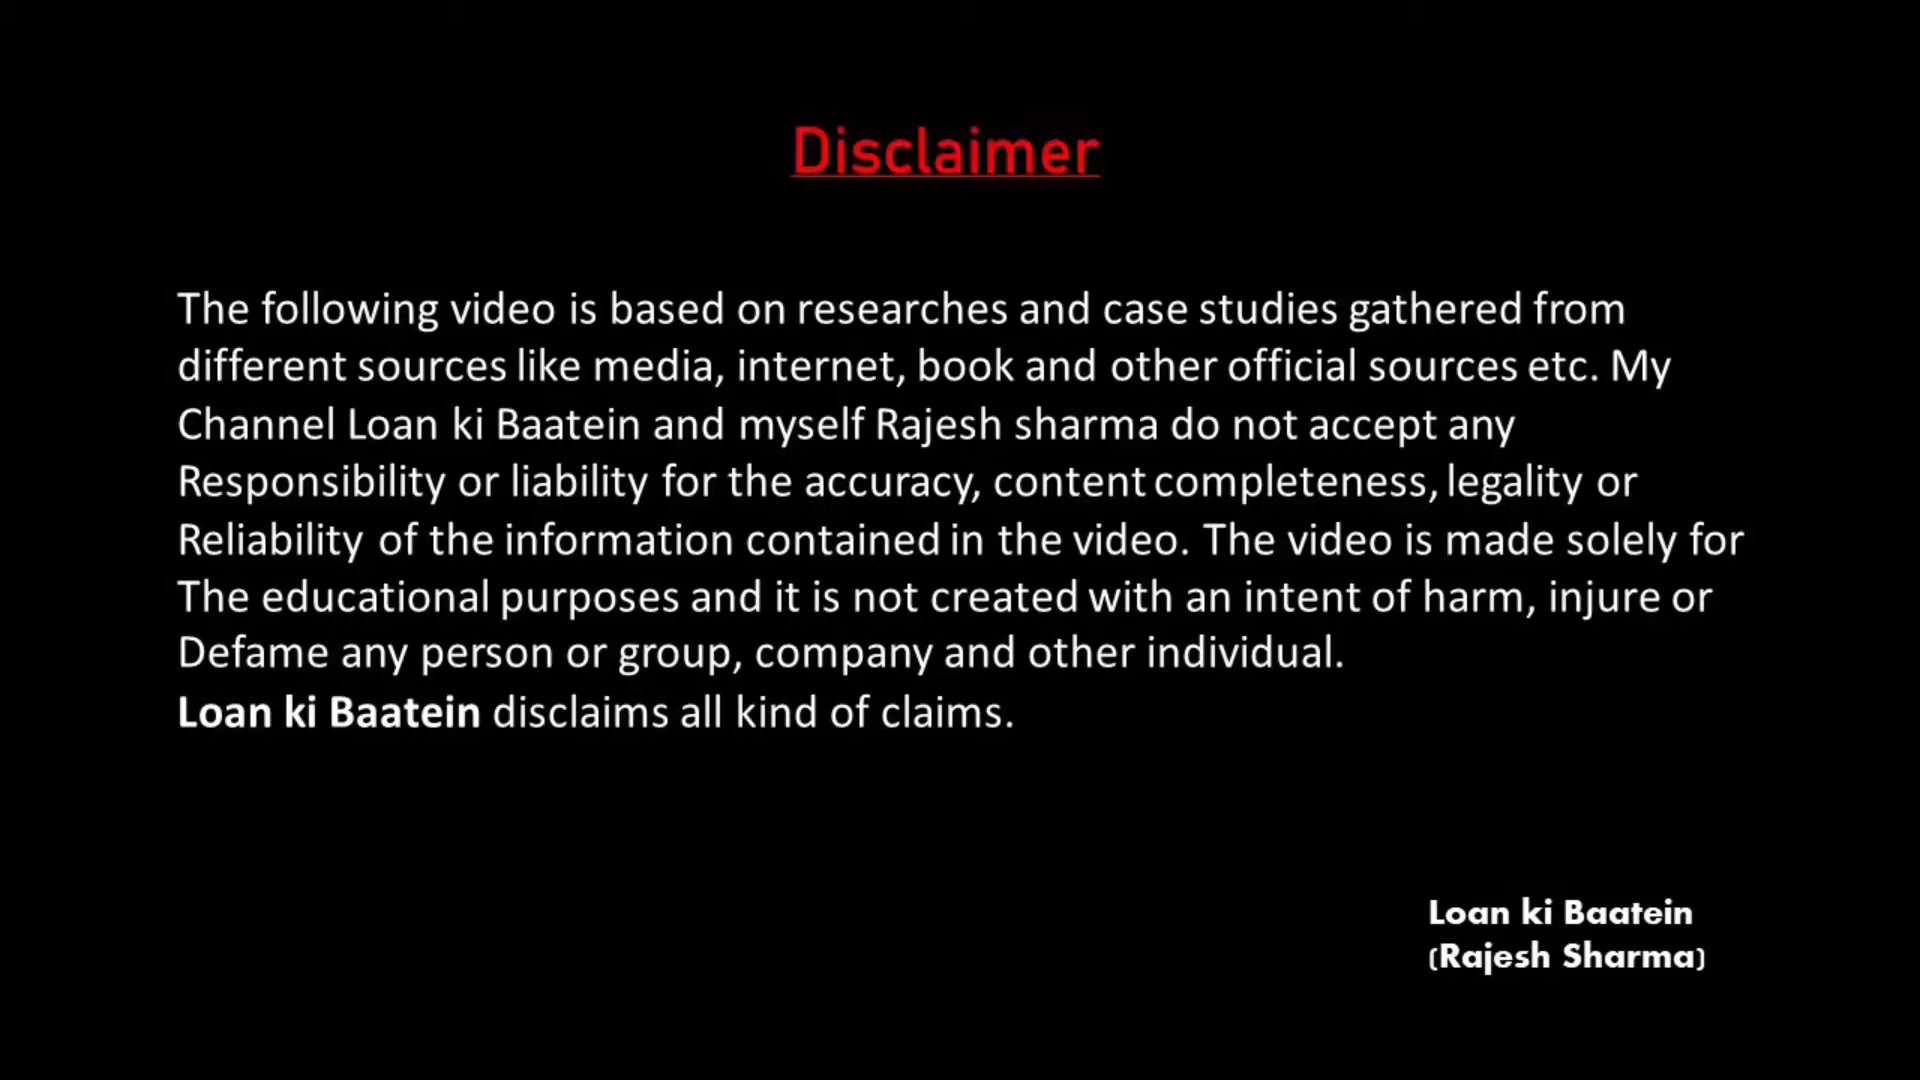 Disclaimer
The following video is based on researches and case studies gathered from
different sources like media, internet, book and other official sources etc. My
Channel Loan ki Baatein and myself Rajesh sharma do not accept any
Responsibility or liability for the accuracy, content completeness, legality or
Reliability of the information contained in the video. The video is made solely for
The educational purposes and it is not created with an intent of harm, injure or
Defame any person or group, company and other individual.
Loan ki Baatein disclaims all kind of claims.
Loan ki Baatein
(Rajesh Sharma)